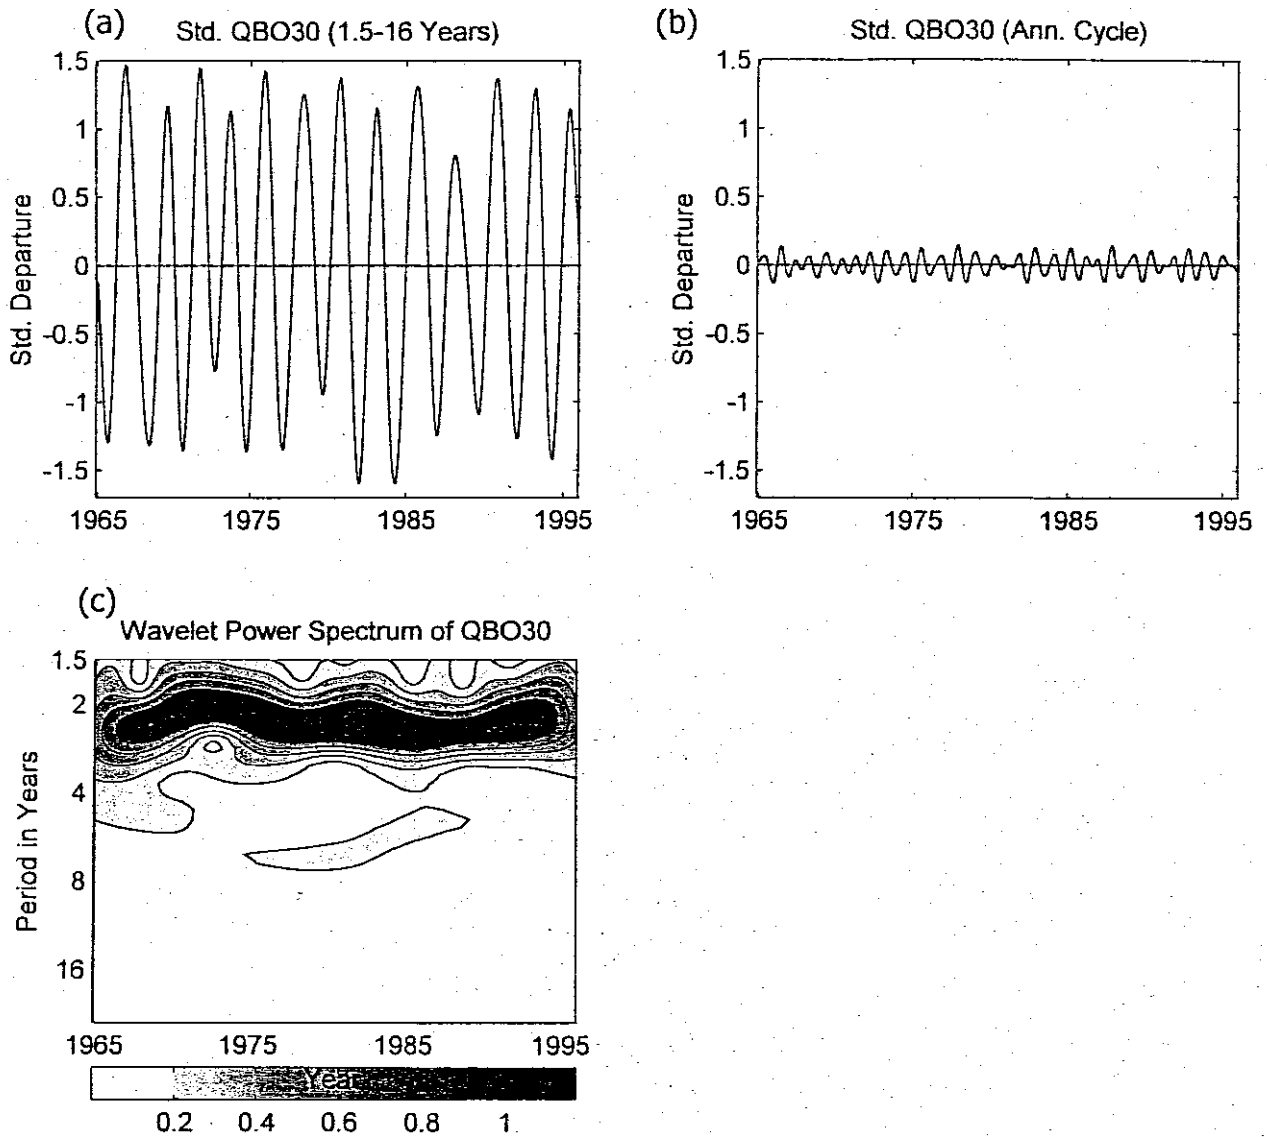 (a)
Std. QBO30 (1.5-16 Years)
1.5
1
0.5
0
-0.5
-1
-1.5
Std. Departure
1965 1975 1985 1995
(b)
Std. QBO30 (Ann. Cycle)
1.5
1
0.5
0
-0.5
-1
-1.5
Std. Departure
1965 1975 1985 1995
(c)
Wavelet Power Spectrum of QBO30
1.5
2
4
8
16
Period in Years
1965 1975 1985 1995
Year
0.2 0.4 0.6 0.8 1